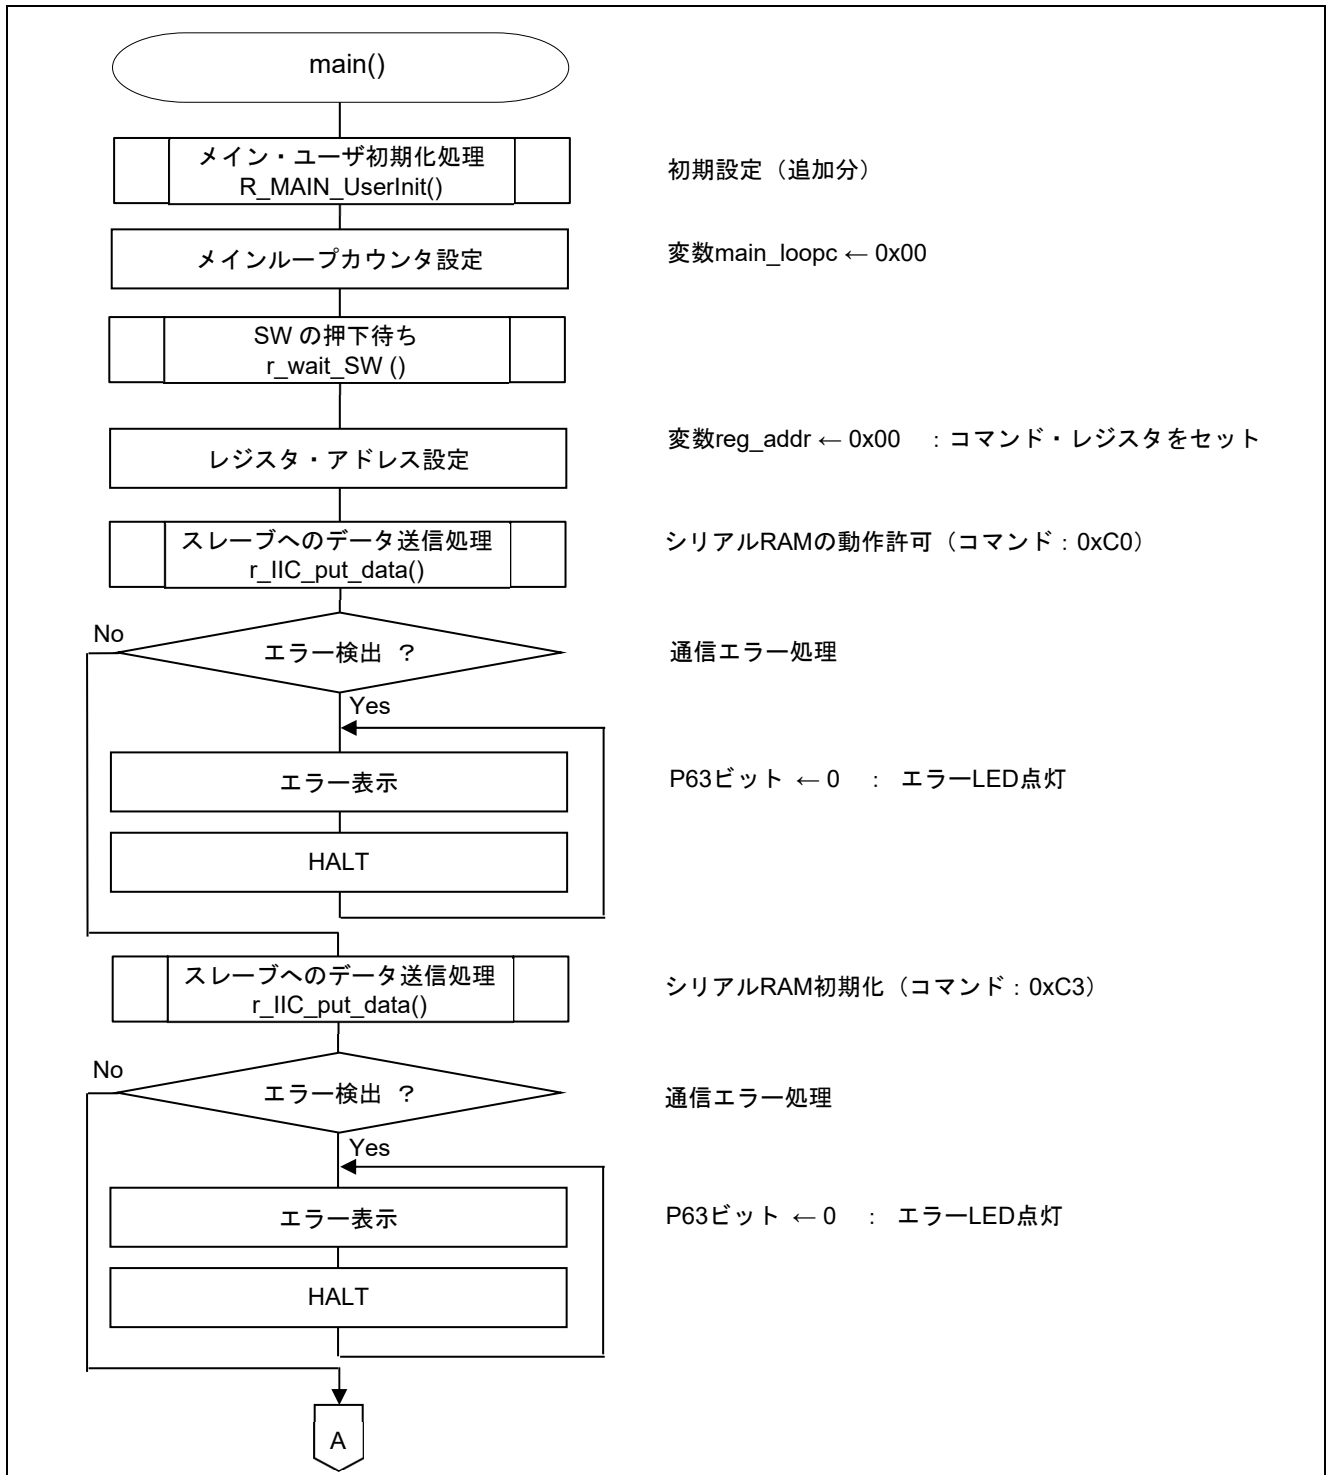 main()
メイン・ユーザ初期化処理
R_MAIN_UserInit()
初期設定（追加分）
メインループカウンタ設定
変数main_loopc ← 0x00
SW の押下待ち
r_wait_SW ()
レジスタ・アドレス設定
変数reg_addr ← 0x00　：コマンド・レジスタをセット
スレーブへのデータ送信処理
r_IIC_put_data()
シリアルRAMの動作許可（コマンド：0xC0）
No
エラー検出 ？
通信エラー処理
Yes
エラー表示
P63ビット ← 0　：　エラーLED点灯
HALT
スレーブへのデータ送信処理
r_IIC_put_data()
シリアルRAM初期化（コマンド：0xC3）
No
エラー検出 ？
通信エラー処理
Yes
エラー表示
P63ビット ← 0　：　エラーLED点灯
HALT
A